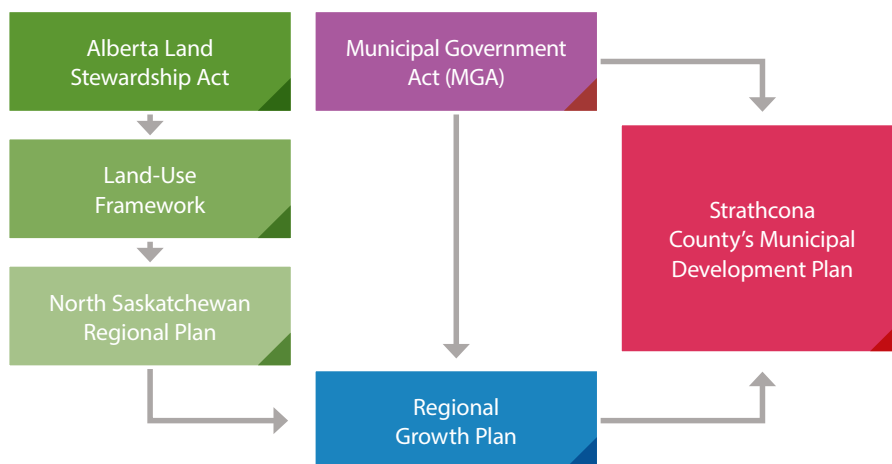 Alberta Land
Stewardship Act
Municipal Government
Act (MGA)
Land-Use
Framework
Strathcona
County’s Municipal
Development Plan
North Saskatchewan
Regional Plan
Regional
Growth Plan